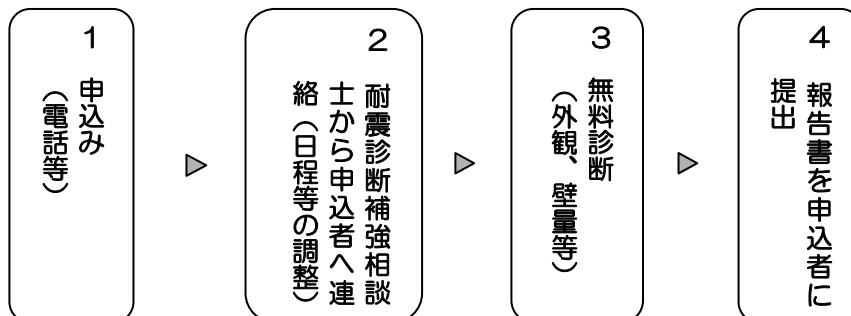 1
申込み
（電話等）
2
耐震診断補強相談
士から申込者へ連
絡（日程等の調整）
3
無料診断
（外観、壁量等）
4
報告書を申込者に
提出